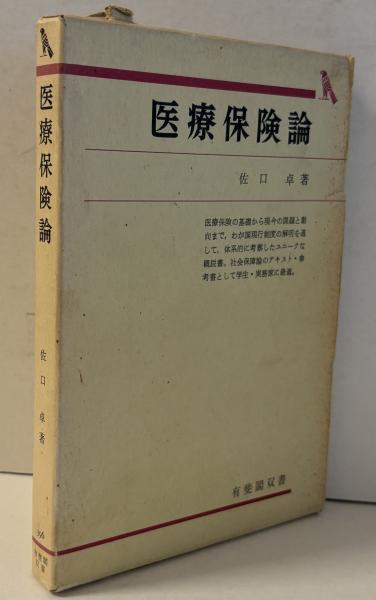 医療保険論
佐口 卓著
医療保険の基礎から現今の課題と動
向まで，わが国現行制度の解明を通
して，体系的に考察したユニークな
概説書。社会保障論のテキスト・参
考書として学生・実務家に最適。
有斐閣双書
医療保険論
佐口 卓著
有斐閣
双書